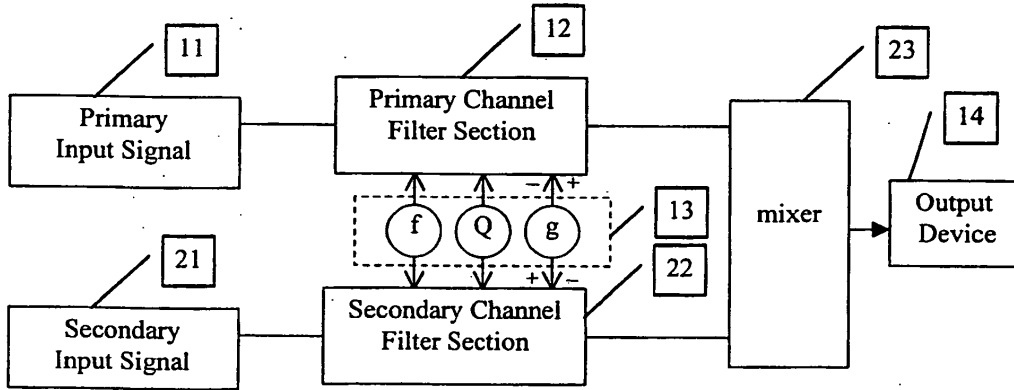 11
12
23
14
Primary
Input Signal
Primary Channel
Filter Section
mixer
Output
Device
− +
f
Q
g
13
+ −
21
22
Secondary
Input Signal
Secondary Channel
Filter Section